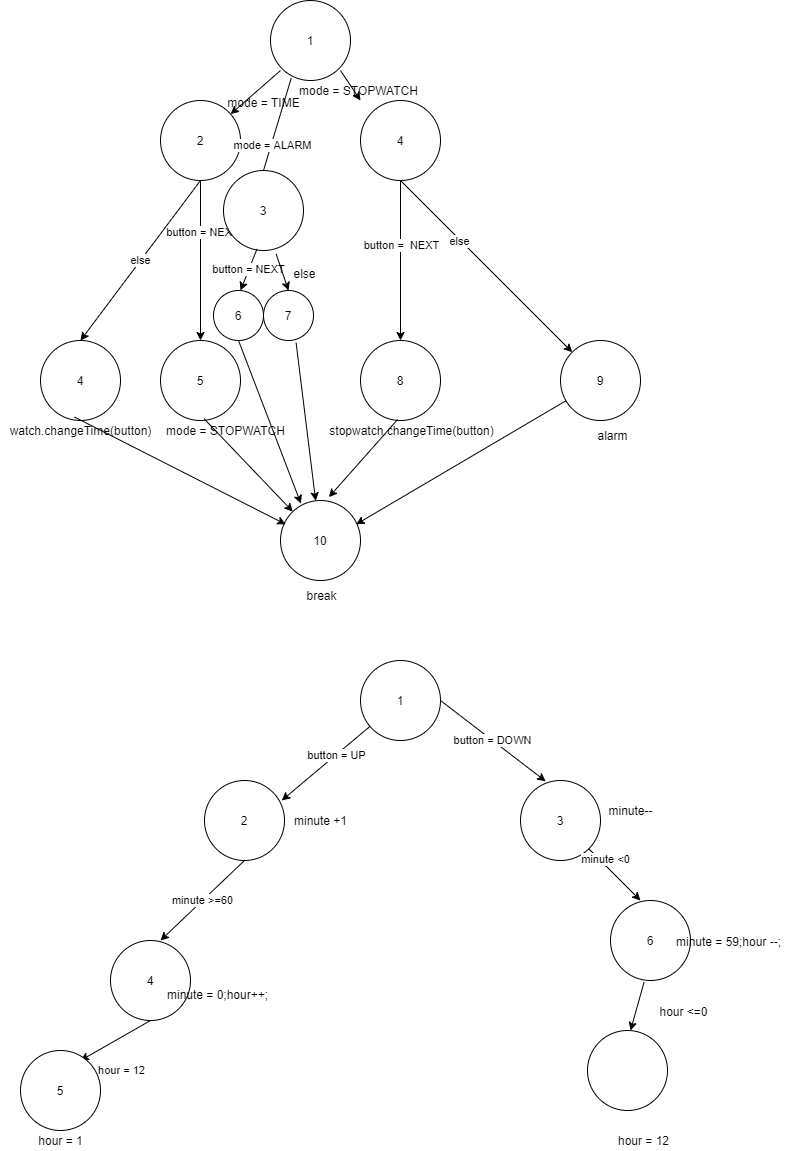 1
mode = STOPWATCH
mode = TIME
2
mode = ALARM
4
3
button = NEX
button = NEXT
else
else
button = NEXT
else
6
7
4
5
8
9
watch.changeTime(button)
mode = STOPWATCH
stopwatch.changeTime(button)
alarm
10
break
1
button = UP
button = DOWN
2
minute +1
3
minute--
minute <0
minute >=60
4
minute = 0;hour++;
6
minute = 59;hour --;
hour <=0
hour = 12
5
hour = 1
hour = 12